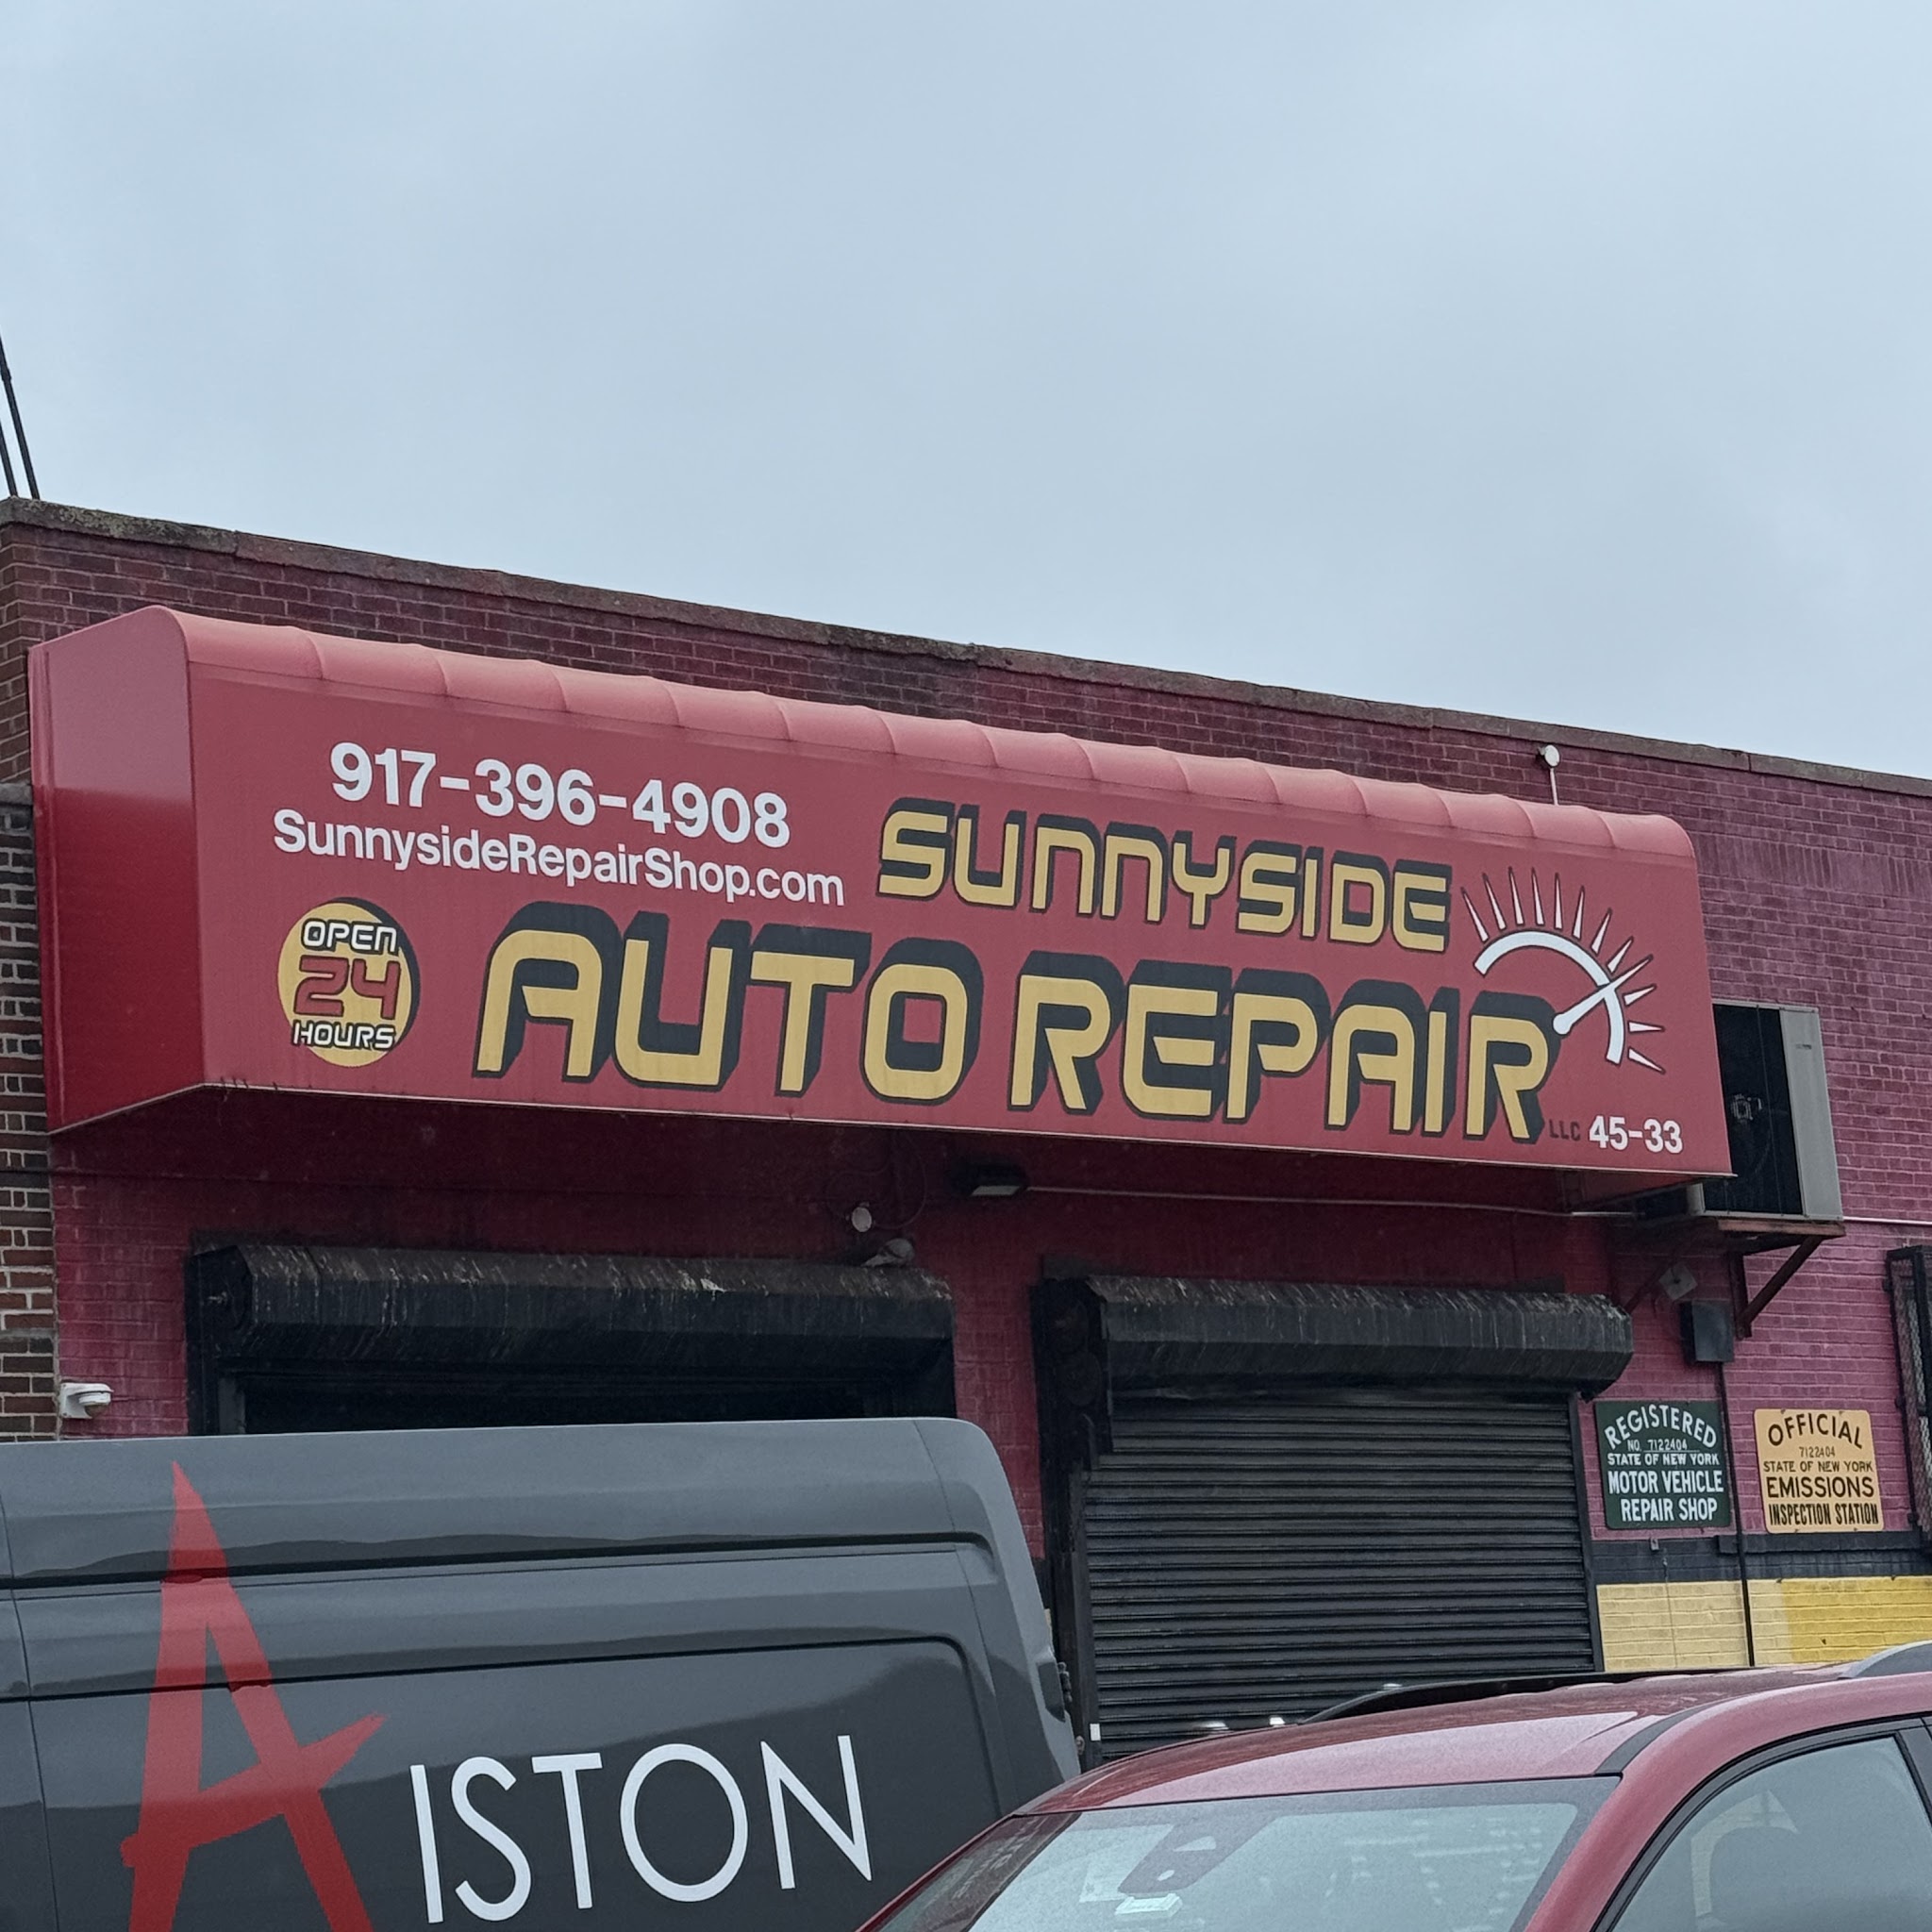 917-396-4908
SunnysideRepairShop.com
OPEN
24
HOURS
SUNNYSIDE
AUTO REPAIR
LLC 45-33
REGISTERED
NO. 7122404
STATE OF NEW YORK
MOTOR VEHICLE
REPAIR SHOP
OFFICIAL
7122404
STATE OF NEW YORK
EMISSIONS
INSPECTION STATION
AISTON